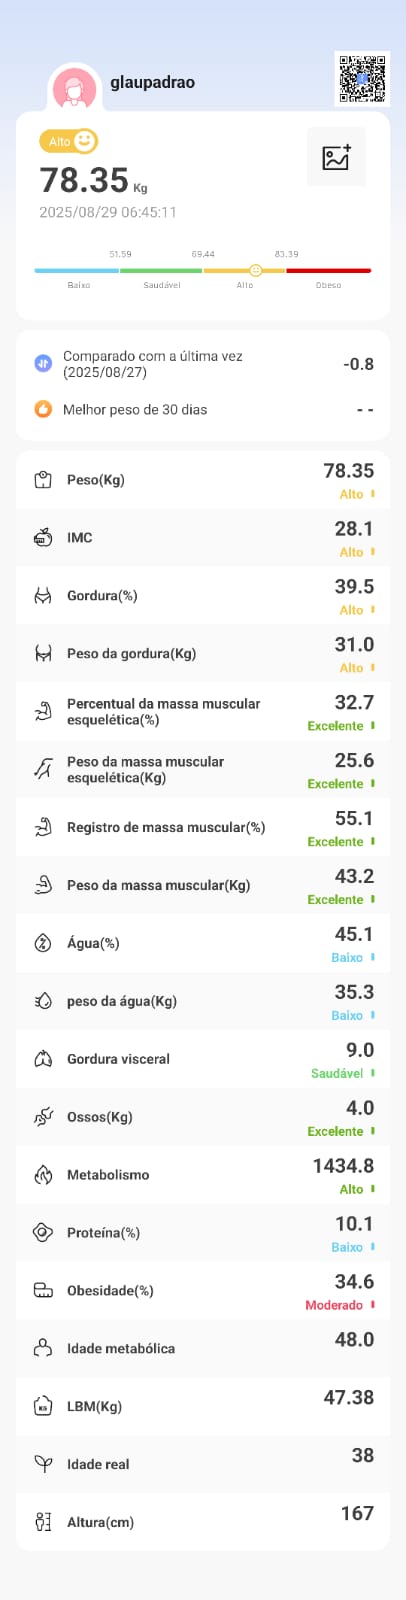 glaupadrao
Alto
78.35 Kg
2025/08/29 06:45:11
51.59 69.44 83.39
Baixo Saudável Alto Obeso
Comparado com a última vez
(2025/08/27)
-0.8
Melhor peso de 30 dias
- -
Peso(Kg)
78.35
Alto
IMC
28.1
Alto
Gordura(%)
39.5
Alto
Peso da gordura(Kg)
31.0
Alto
Percentual da massa muscular
esquelética(%)
32.7
Excelente
Peso da massa muscular
esquelética(Kg)
25.6
Excelente
Registro de massa muscular(%)
55.1
Excelente
Peso da massa muscular(Kg)
43.2
Excelente
Água(%)
45.1
Baixo
peso da água(Kg)
35.3
Baixo
Gordura visceral
9.0
Saudável
Ossos(Kg)
4.0
Excelente
Metabolismo
1434.8
Alto
Proteína(%)
10.1
Baixo
Obesidade(%)
34.6
Moderado
Idade metabólica
48.0
LBM(Kg)
47.38
Idade real
38
Altura(cm)
167